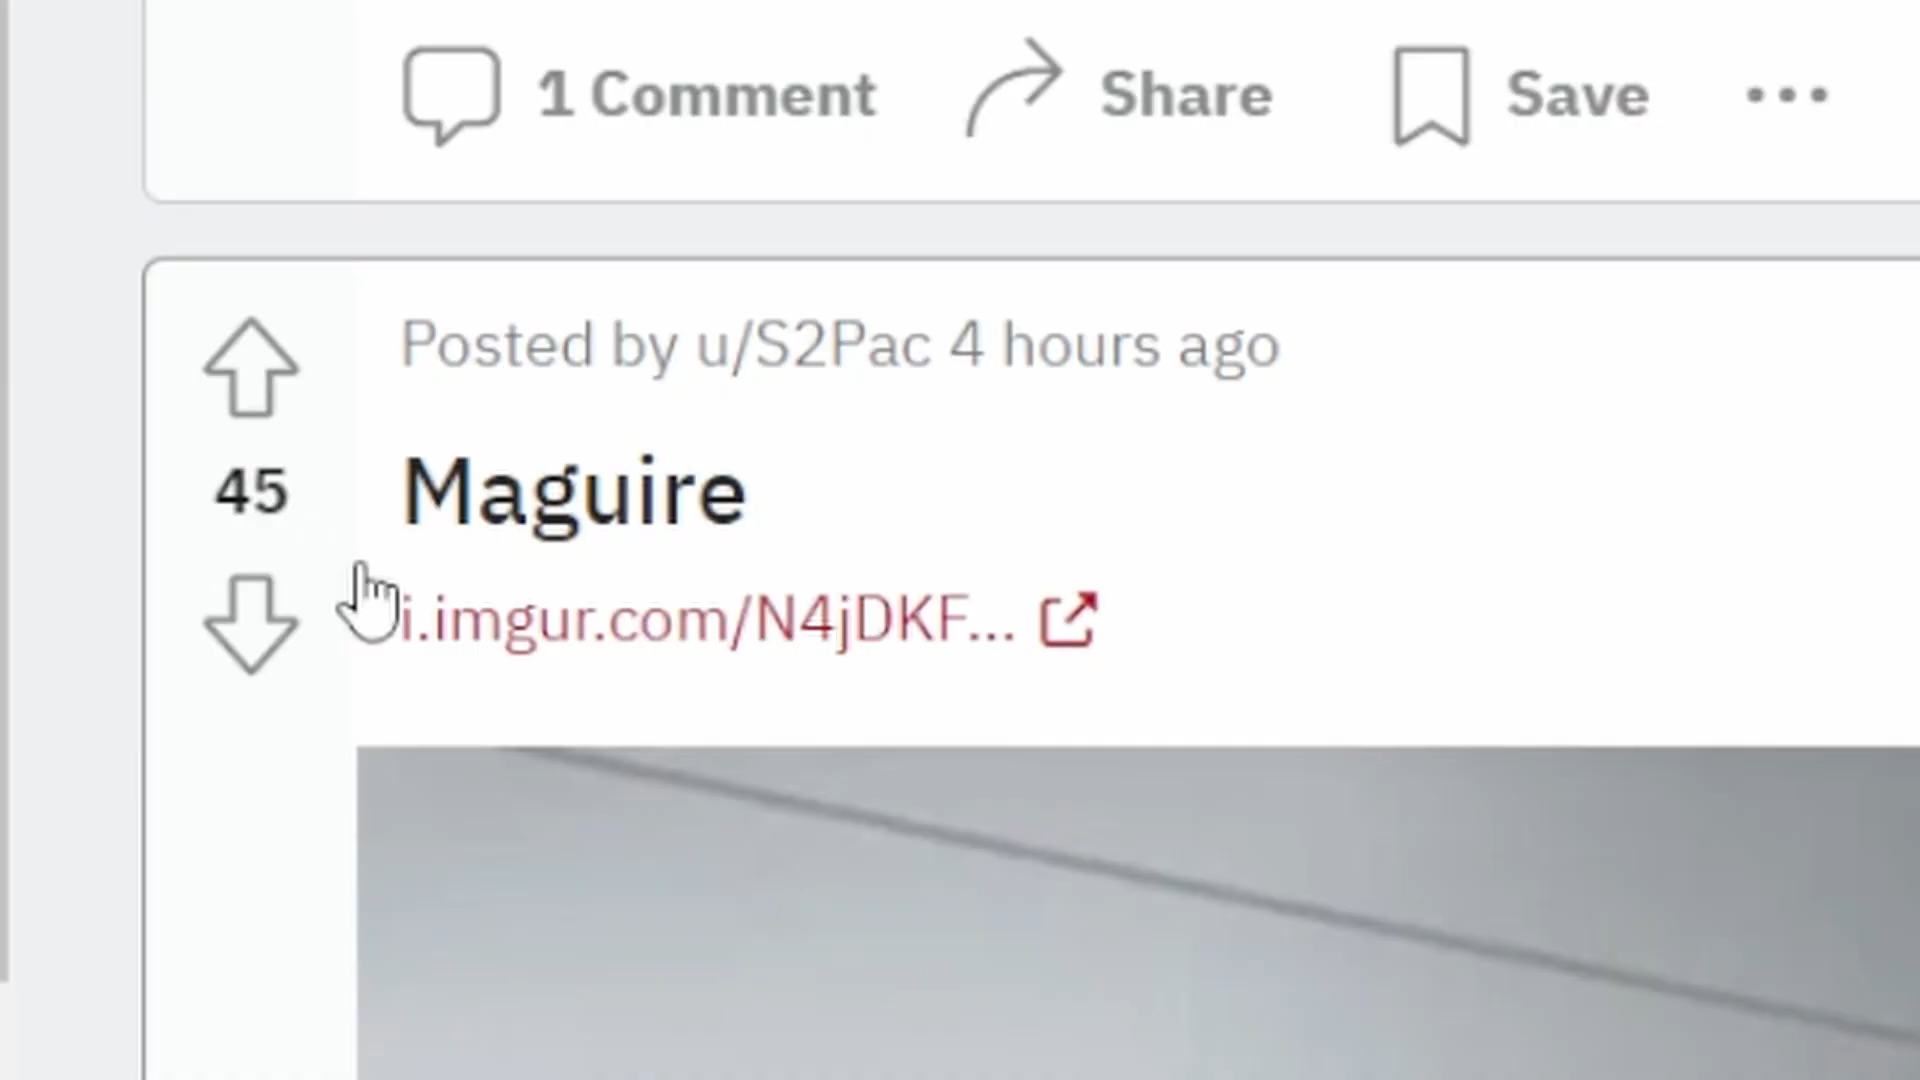 1 Comment Share Save
Posted by u/S2Pac 4 hours ago
45 Maguire
i.imgur.com/N4jDKF...